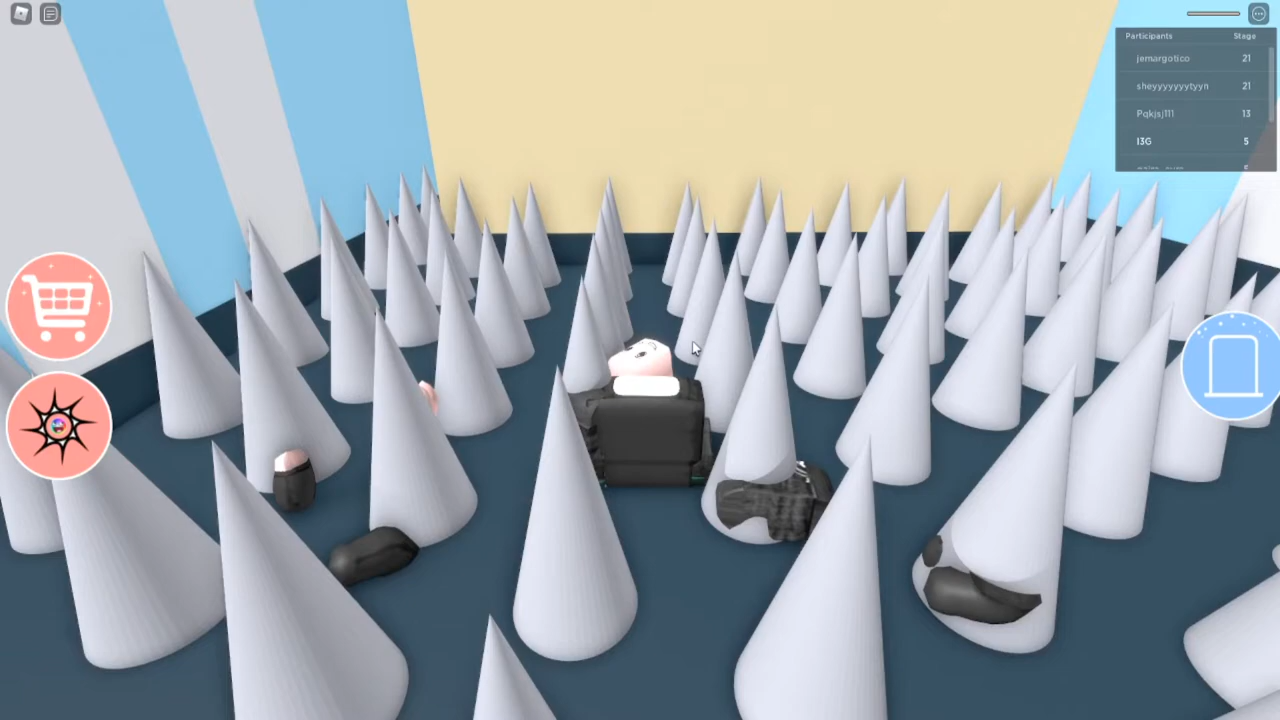 Participants Stage
jemargotico 21
sheyyyyyyytyyn 21
Pqkjsj111 13
I3G 5